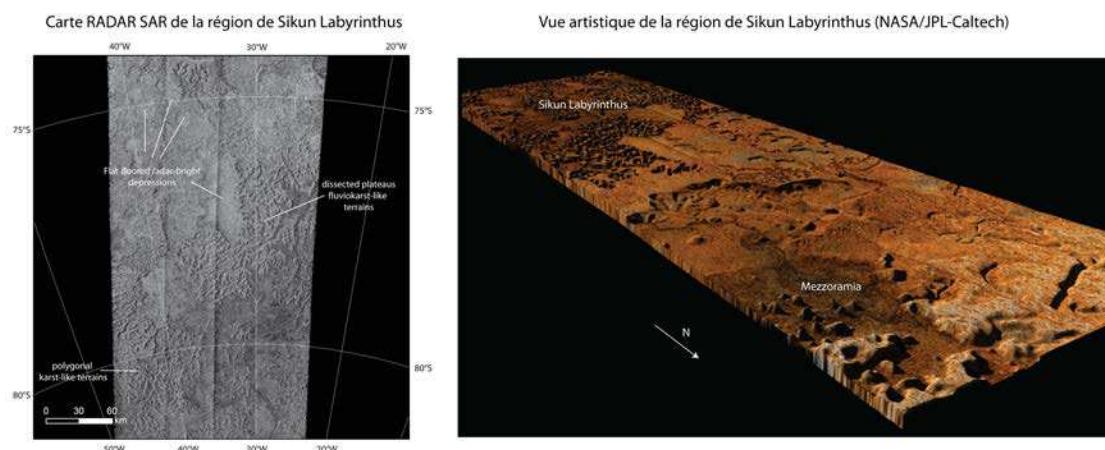 Carte RADAR SAR de la région de Sikun Labyrinthus
40°W
30°W
20°W
75°S
75°S
Flat floored radar-bright
depressions
dissected plateaus
fluviokarst-like
terrains
polygonal
karst-like terrains
80°S
80°S
0 30 60
km
50°W
40°W
30°W
20°W
Vue artistique de la région de Sikun Labyrinthus (NASA/JPL-Caltech)
Sikun Labyrinthus
Mezzoramia
N